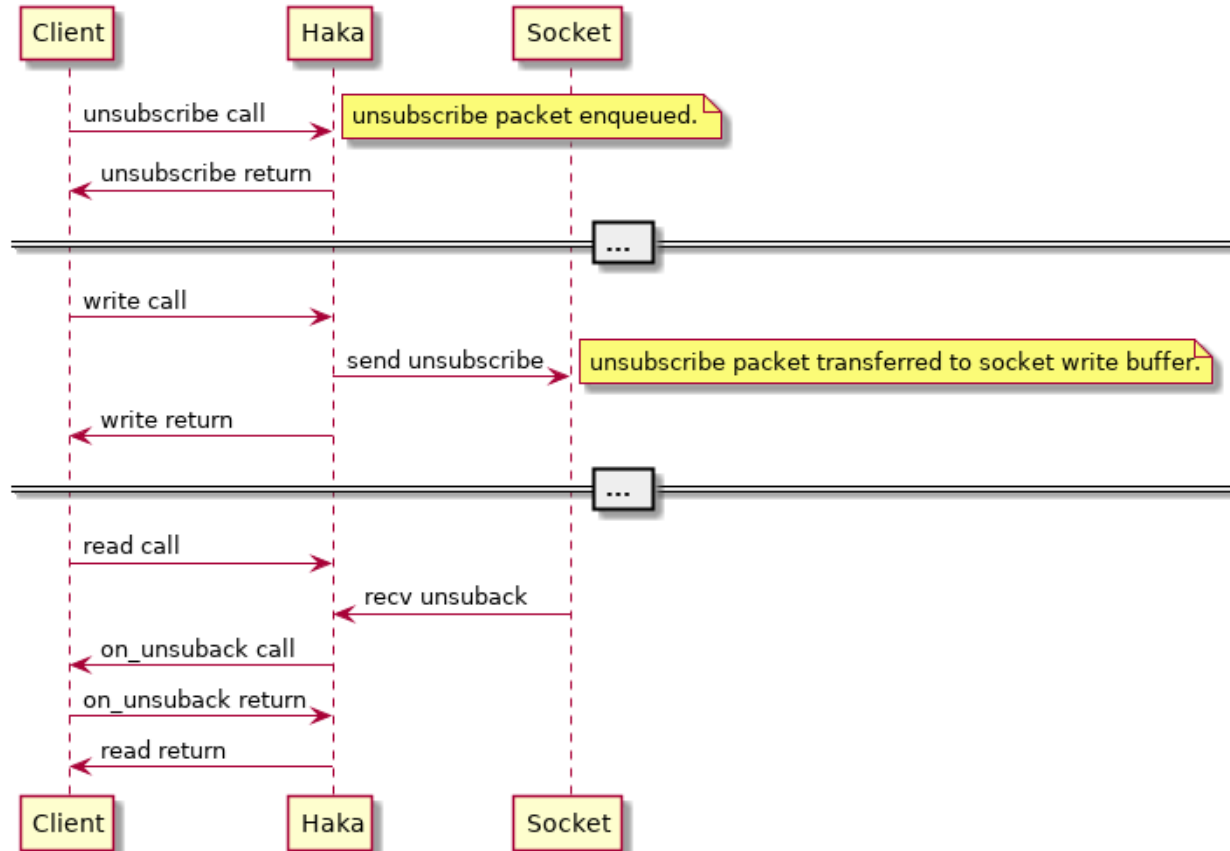 Client Haka Socket
unsubscribe call
unsubscribe packet enqueued.
unsubscribe return
...
write call
send unsubscribe
unsubscribe packet transferred to socket write buffer.
write return
...
read call
recv unsuback
on_unsuback call
on_unsuback return
read return
Client Haka Socket